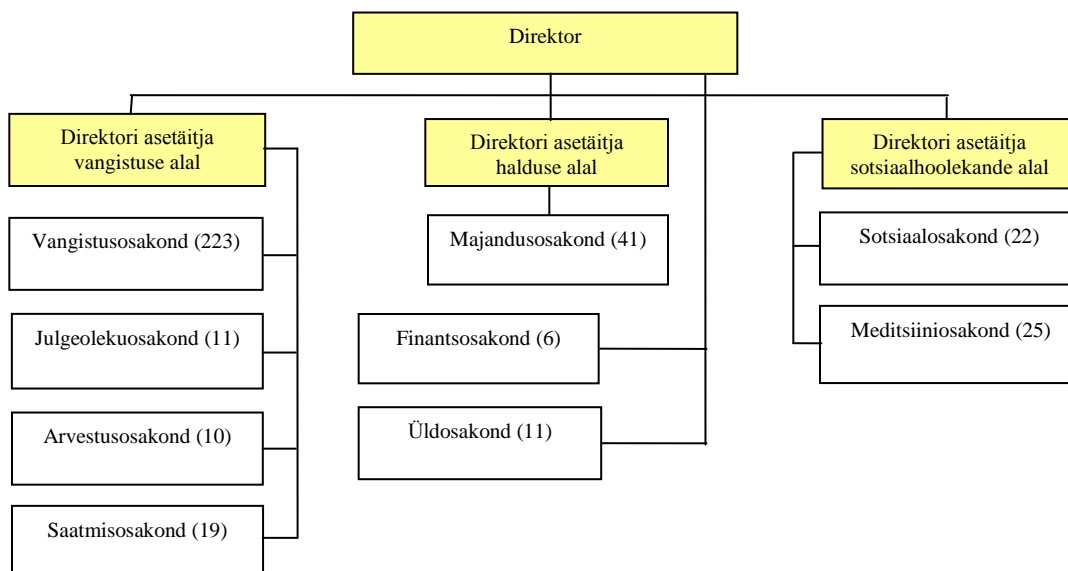 Direktor
Direktori asetäitja
vangistuse alal
Direktori asetäitja
halduse alal
Direktori asetäitja
sotsiaalhoolekande alal
Vangistusosakond (223)
Majandusosakond (41)
Sotsiaalosakond (22)
Julgeolekuosakond (11)
Finantsosakond (6)
Meditsiiniosakond (25)
Arvestusosakond (10)
Üldosakond (11)
Saatmisosakond (19)